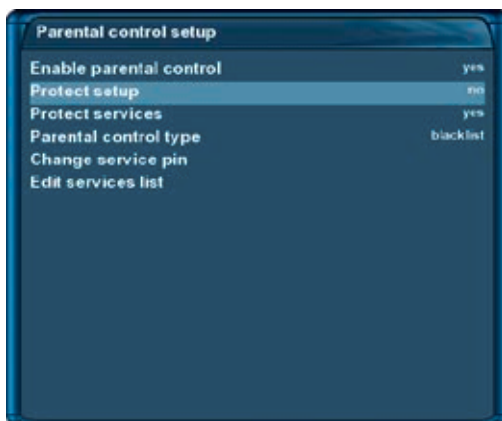 Parental control setup
Enable parental control yes
Protect setup no
Protect services yes
Parental control type blacklist
Change service pin
Edit services list